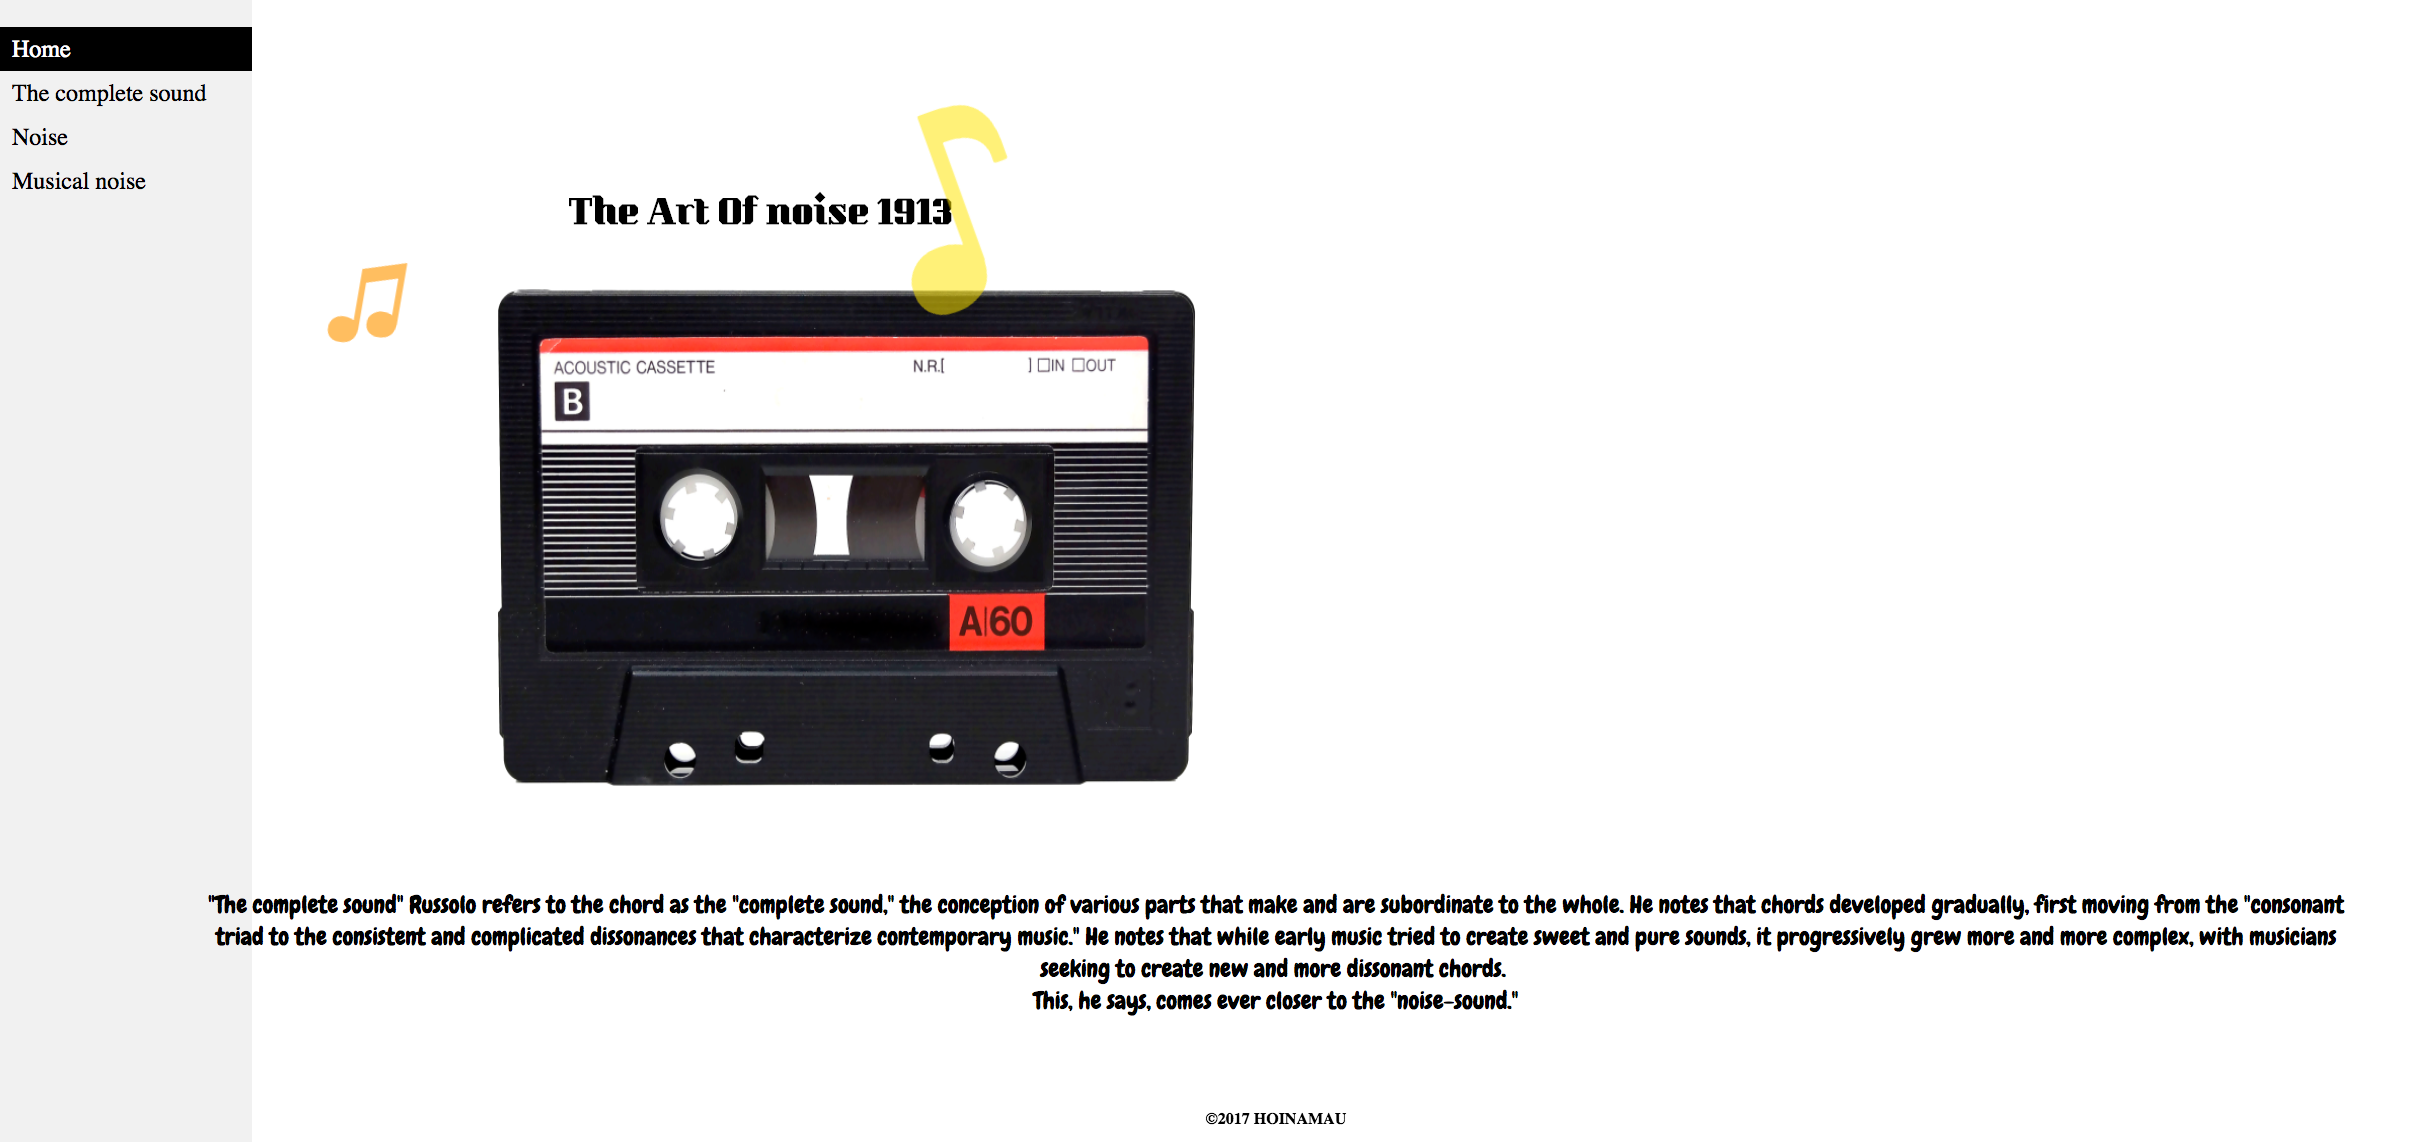 Home
The complete sound
Noise
Musical noise
The Art Of noise 1913
ACOUSTIC CASSETTE
N.R.[ ] IN OUT
B
A|60
"The complete sound" Russolo refers to the chord as the "complete sound," the conception of various parts that make and are subordinate to the whole. He notes that chords developed gradually, first moving from the "consonant
triad to the consistent and complicated dissonances that characterize contemporary music." He notes that while early music tried to create sweet and pure sounds, it progressively grew more and more complex, with musicians
seeking to create new and more dissonant chords.
This, he says, comes ever closer to the "noise-sound."
©2017 HOINAMAU